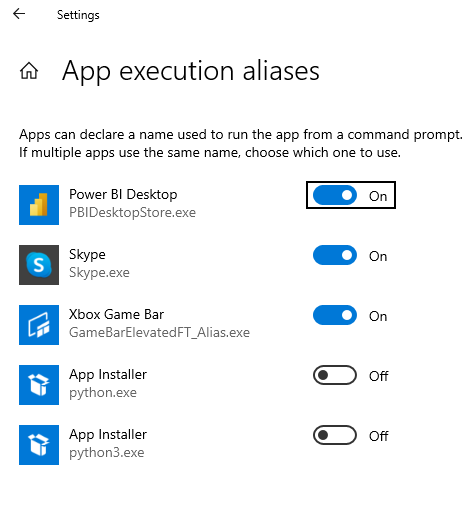 Settings
App execution aliases
Apps can declare a name used to run the app from a command prompt.
If multiple apps use the same name, choose which one to use.
Power BI Desktop
PBIDesktopStore.exe
On
Skype
Skype.exe
On
Xbox Game Bar
GameBarElevatedFT_Alias.exe
On
App Installer
python.exe
Off
App Installer
python3.exe
Off